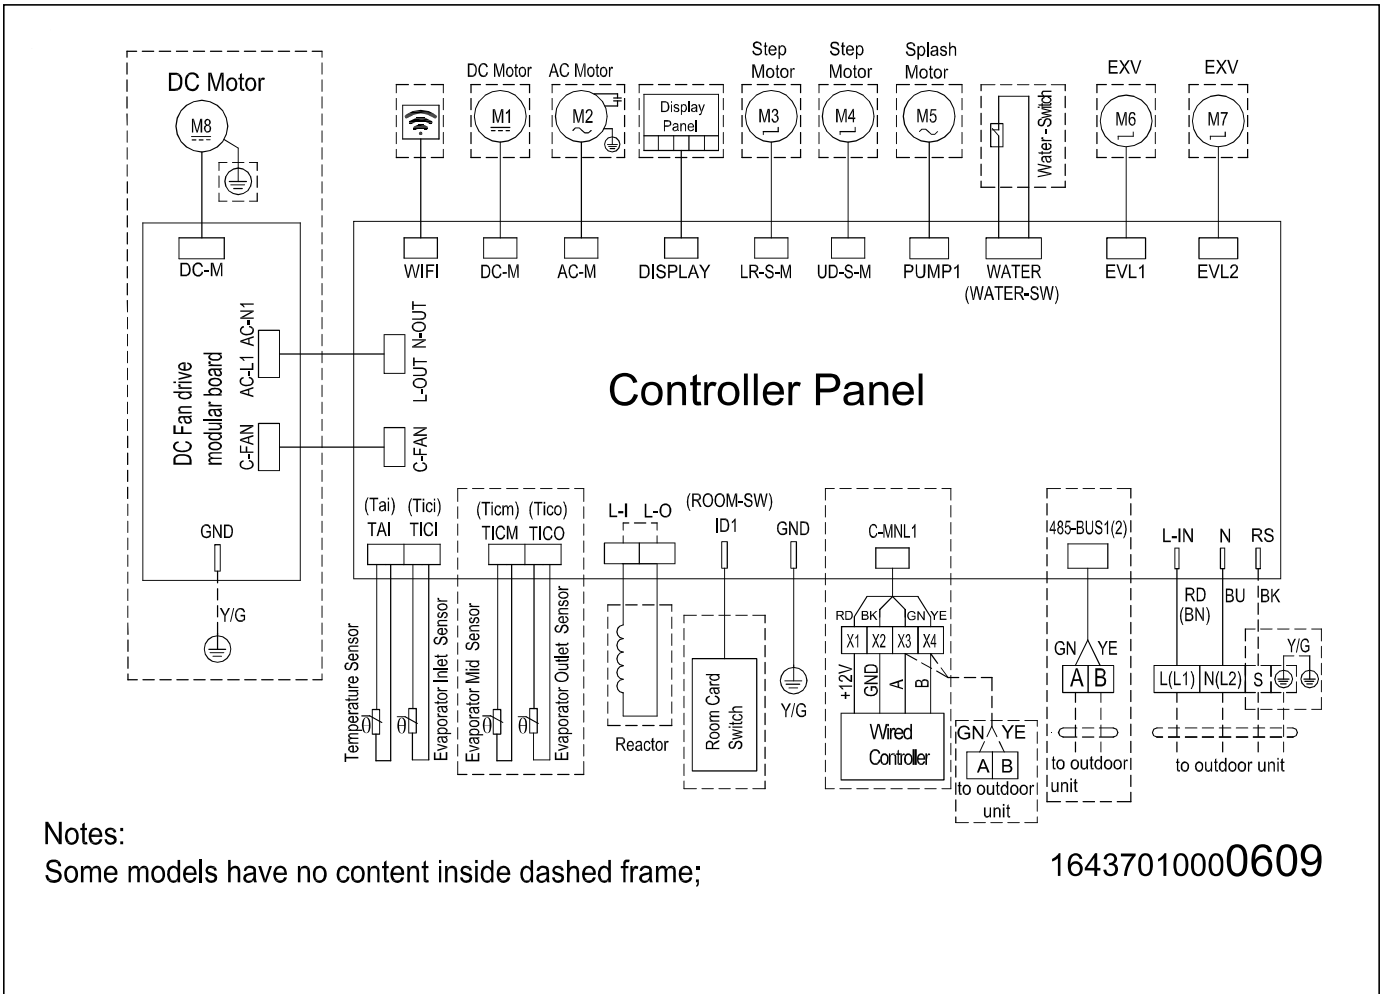 DC Motor
M8
DC-M
AC-L1 AC-N1
C-FAN
DC Fan drive
modular board
GND
Y/G
DC Motor
M1
AC Motor
M2
Display
Panel
Step
Motor
M3
Step
Motor
M4
Splash
Motor
M5
Water-Switch
EXV
M6
EXV
M7
WIFI
DC-M
AC-M
DISPLAY
LR-S-M
UD-S-M
PUMP1
WATER
(WATER-SW)
EVL1
EVL2
L-OUT N-OUT
C-FAN
Controller Panel
(Tai)
TAI
(Tici)
TICI
(Ticm)
TICM
(Tico)
TICO
L-I
L-O
(ROOM-SW)
ID1
GND
C-MNL1
485-BUS1(2)
L-IN
N
RS
Temperature Sensor
θ
Evaporator Inlet Sensor
θ
Evaporator Mid Sensor
θ
Evaporator Outlet Sensor
θ
Reactor
Room Card
Switch
Y/G
RD
BK
GN
YE
X1
X2
X3
X4
+12V
GND
A
B
Wired
Controller
GN
YE
A
B
to outdoor
unit
GN
YE
A
B
to outdoor
unit
RD
(BN)
BU
BK
Y/G
L(L1)
N(L2)
S
to outdoor unit
Notes:
Some models have no content inside dashed frame;
16437010000609